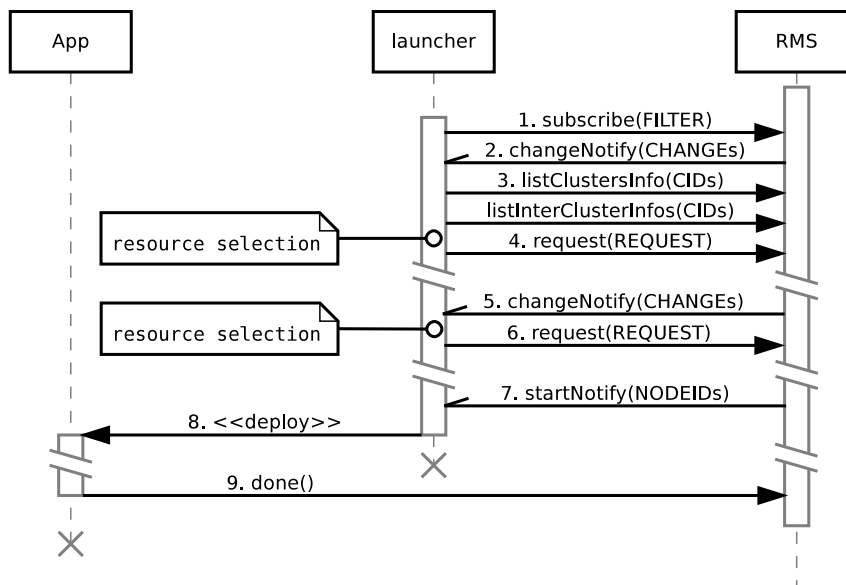 App
launcher
RMS
1. subscribe(FILTER)
2. changeNotify(CHANGEs)
3. listClustersInfo(CIDs)
listInterClusterInfos(CIDs)
resource selection
4. request(REQUEST)
5. changeNotify(CHANGEs)
resource selection
6. request(REQUEST)
7. startNotify(NODEIDs)
8. <<deploy>>
9. done()